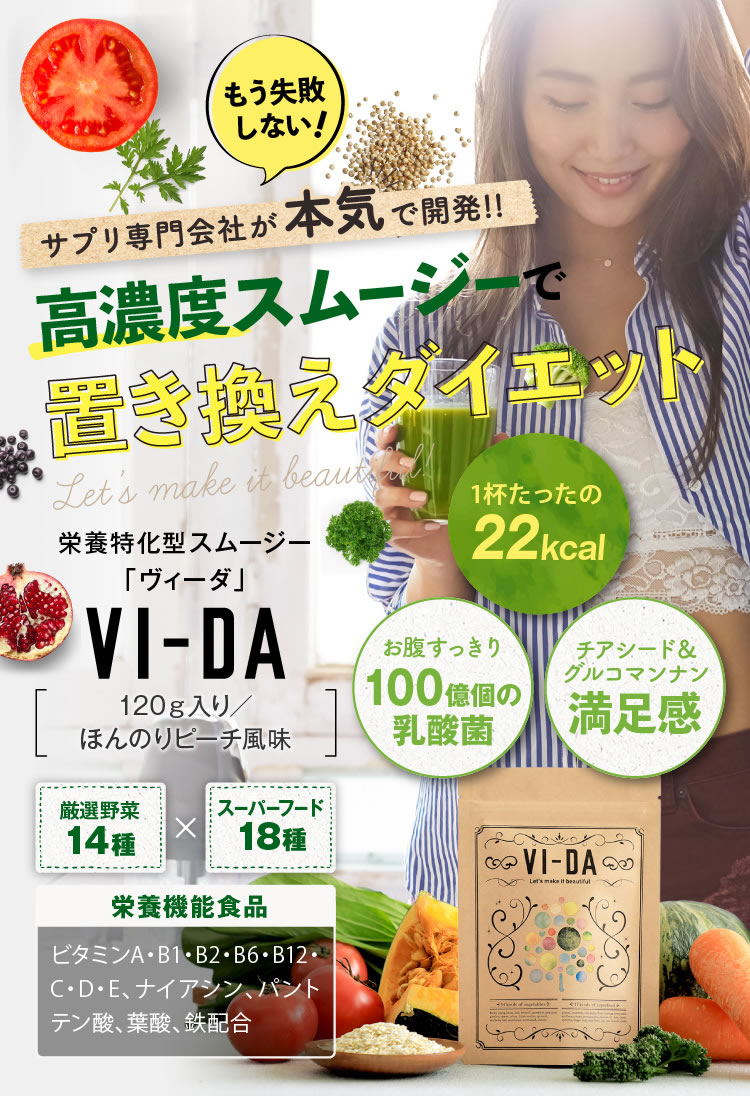 もう失敗
しない!
サプリ専門会社が本気で開発!!
高濃度スムージーで
置き換えダイエット
Let's make it beautiful!
1杯たったの
22kcal
栄養特化型スムージー
「ヴィーダ」
VI-DA
120g入り/
ほんのりピーチ風味
お腹すっきり
100億個の
乳酸菌
チアシード&
グルコマンナン
満足感
厳選野菜
14種
×
スーパーフード
18種
栄養機能食品
ビタミンA・B1・B2・B6・B12・
C・D・E、ナイアシン、パント
テン酸、葉酸、鉄配合
VI-DA
Let's make it beautiful